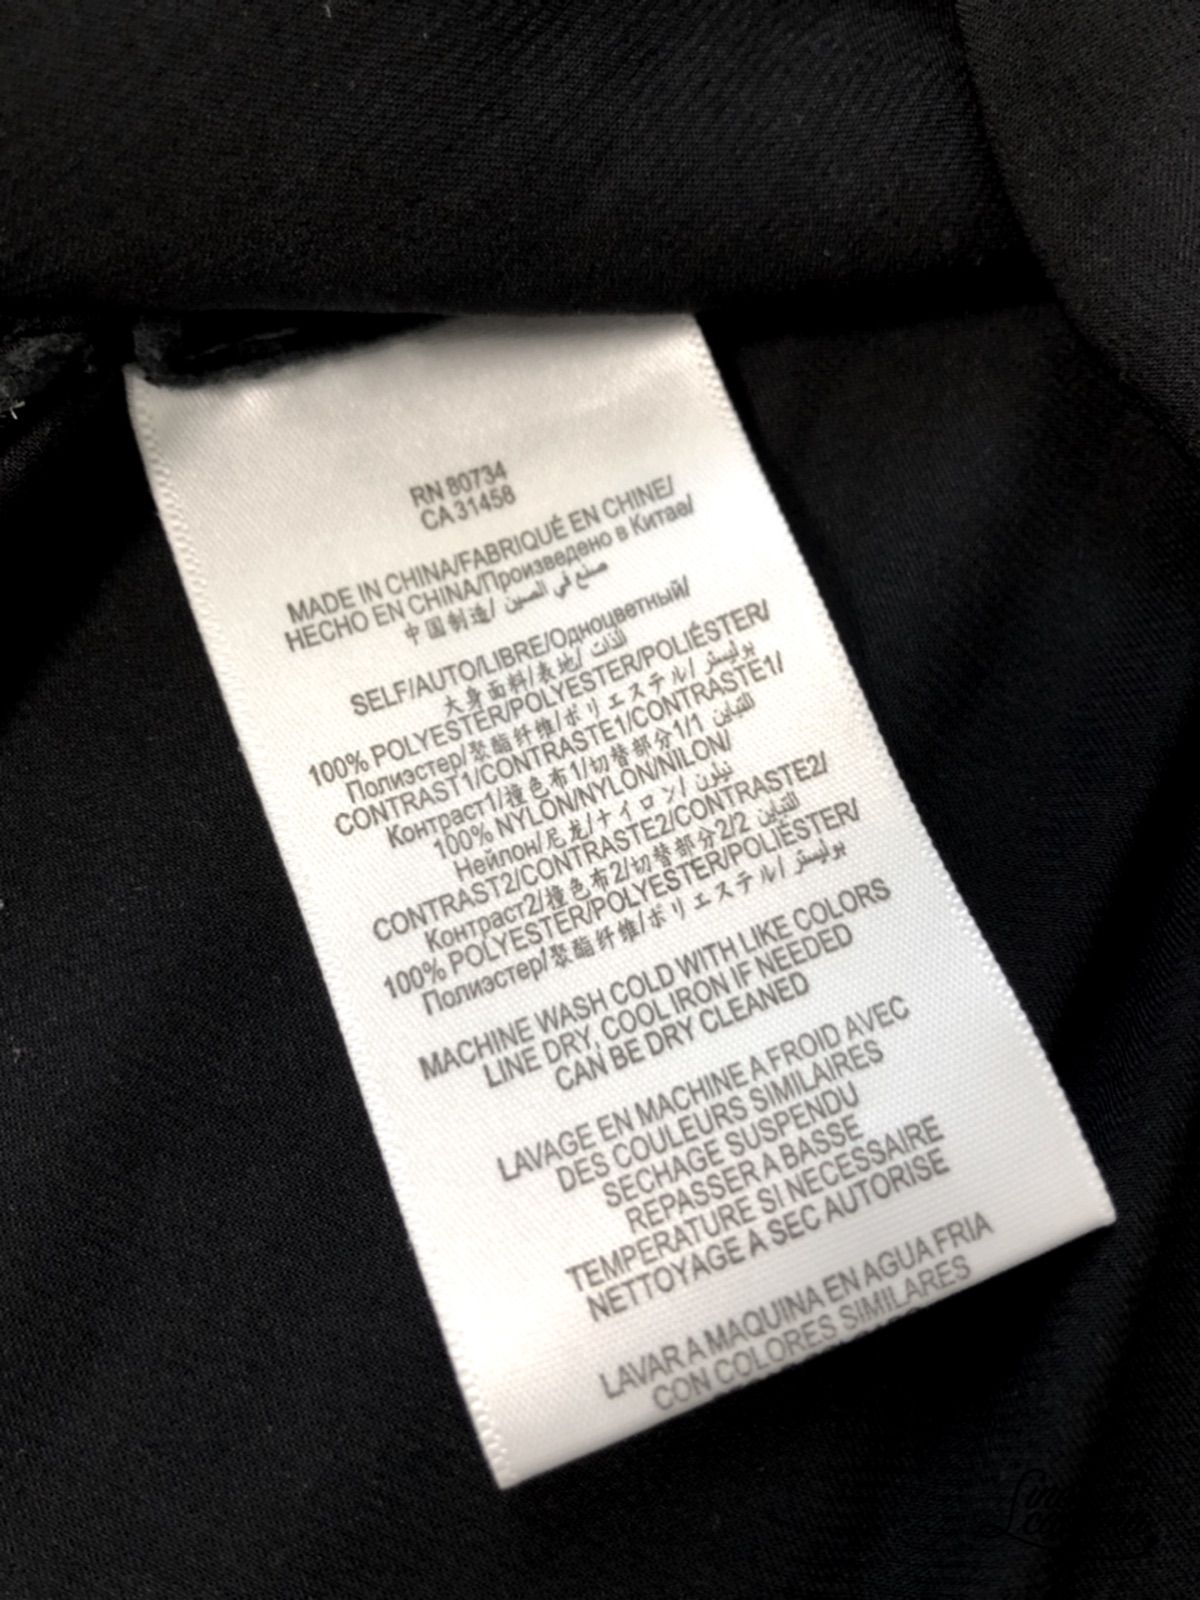 RN 80734
CA 31458
MADE IN CHINA/FABRIQUÉ EN CHINE/
HECHO EN CHINA/Произведено в Китае/
中国制造/ صنع في الصين
SELF/AUTO/LIBRE/Одноцветный/
大身面料/表地/ الذات
100% POLYESTER/POLYESTER/POLIÉSTER/
Полиэстер/聚酯纤维/ポリエステル/ بوليستر
CONTRAST1/CONTRASTE1/CONTRASTE1/
Контраст1/撞色布1/切替部分1/1 التباين
100% NYLON/NYLON/NILON/
Нейлон/尼龙/ナイロン/ نيلون
CONTRAST2/CONTRASTE2/CONTRASTE2/
Контраст2/撞色布2/切替部分2/2 التباين
100% POLYESTER/POLYESTER/POLIÉSTER/
Полиэстер/聚酯纤维/ポリエステル/ بوليستر
MACHINE WASH COLD WITH LIKE COLORS
LINE DRY, COOL IRON IF NEEDED
CAN BE DRY CLEANED
LAVAGE EN MACHINE A FROID AVEC
DES COULEURS SIMILAIRES
SECHAGE SUSPENDU
REPASSER A BASSE
TEMPERATURE SI NECESSAIRE
NETTOYAGE A SEC AUTORISE
LAVAR A MAQUINA EN AGUA FRIA
CON COLORES SIMILARES